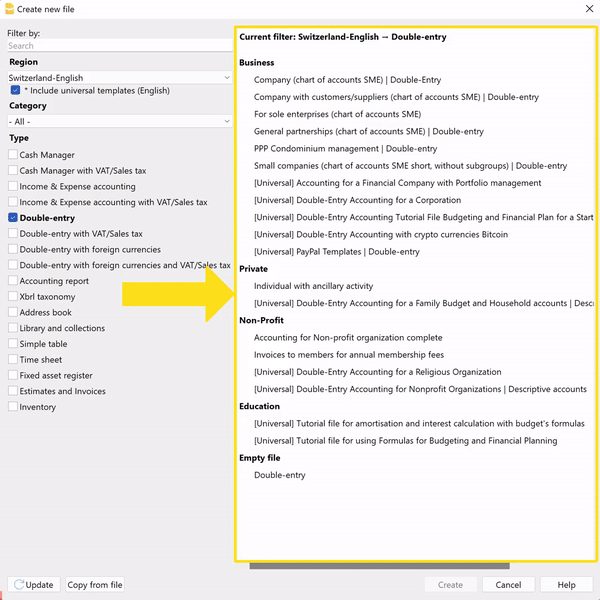 Create new file
Filter by:
Search
Region
Switzerland-English
* Include universal templates (English)
Category
- All -
Type
Cash Manager
Cash Manager with VAT/Sales tax
Income & Expense accounting
Income & Expense accounting with VAT/Sales tax
Double-entry
Double-entry with VAT/Sales tax
Double-entry with foreign currencies
Double-entry with foreign currencies and VAT/Sales tax
Accounting report
Xbrl taxonomy
Address book
Library and collections
Simple table
Time sheet
Fixed asset register
Estimates and Invoices
Inventory
Current filter: Switzerland-English → Double-entry
Business
Company (chart of accounts SME) | Double-Entry
Company with customers/suppliers (chart of accounts SME) | Double-entry
For sole enterprises (chart of accounts SME)
General partnerships (chart of accounts SME) | Double-entry
PPP Condominium management | Double-entry
Small companies (chart of accounts SME short, without subgroups) | Double-entry
[Universal] Accounting for a Financial Company with Portfolio management
[Universal] Double-Entry Accounting for a Corporation
[Universal] Double-Entry Accounting Tutorial File Budgeting and Financial Plan for a Start
[Universal] Double-Entry Accounting with crypto currencies Bitcoin
[Universal] PayPal Templates | Double-entry
Private
Individual with ancillary activity
[Universal] Double-Entry Accounting for a Family Budget and Household accounts | Desc
Non-Profit
Accounting for Non-profit organization complete
Invoices to members for annual membership fees
[Universal] Double-Entry Accounting for a Religious Organization
[Universal] Double-Entry Accounting for Nonprofit Organizations | Descriptive accounts
Education
[Universal] Tutorial file for amortisation and interest calculation with budget's formulas
[Universal] Tutorial file for using Formulas for Budgeting and Financial Planning
Empty file
Double-entry
Update
Copy from file
Create
Cancel
Help